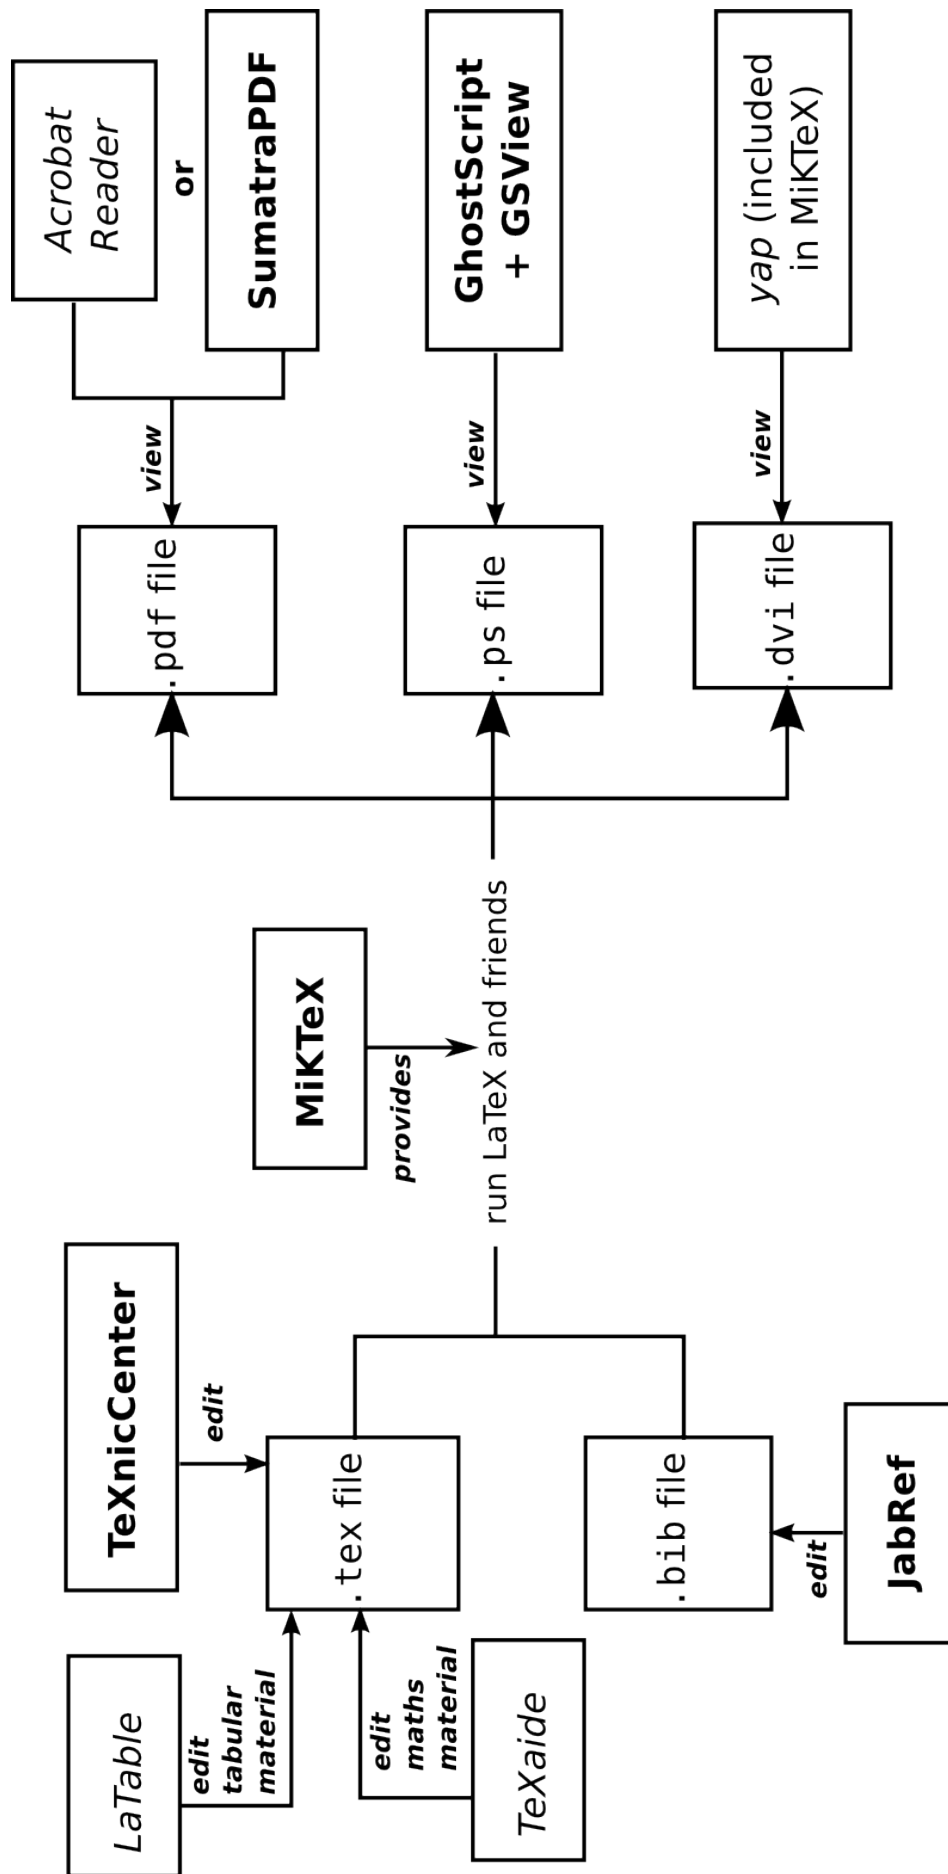 LaTable
edit
tabular
material
TeXnicCenter
edit
.tex file
edit
maths
material
TeXaide
.bib file
edit
JabRef
MiKTeX
provides
run LaTeX and friends
.pdf file
view
Acrobat
Reader
or
SumatraPDF
.ps file
view
GhostScript
+ GSView
.dvi file
view
yap (included
in MiKTeX)